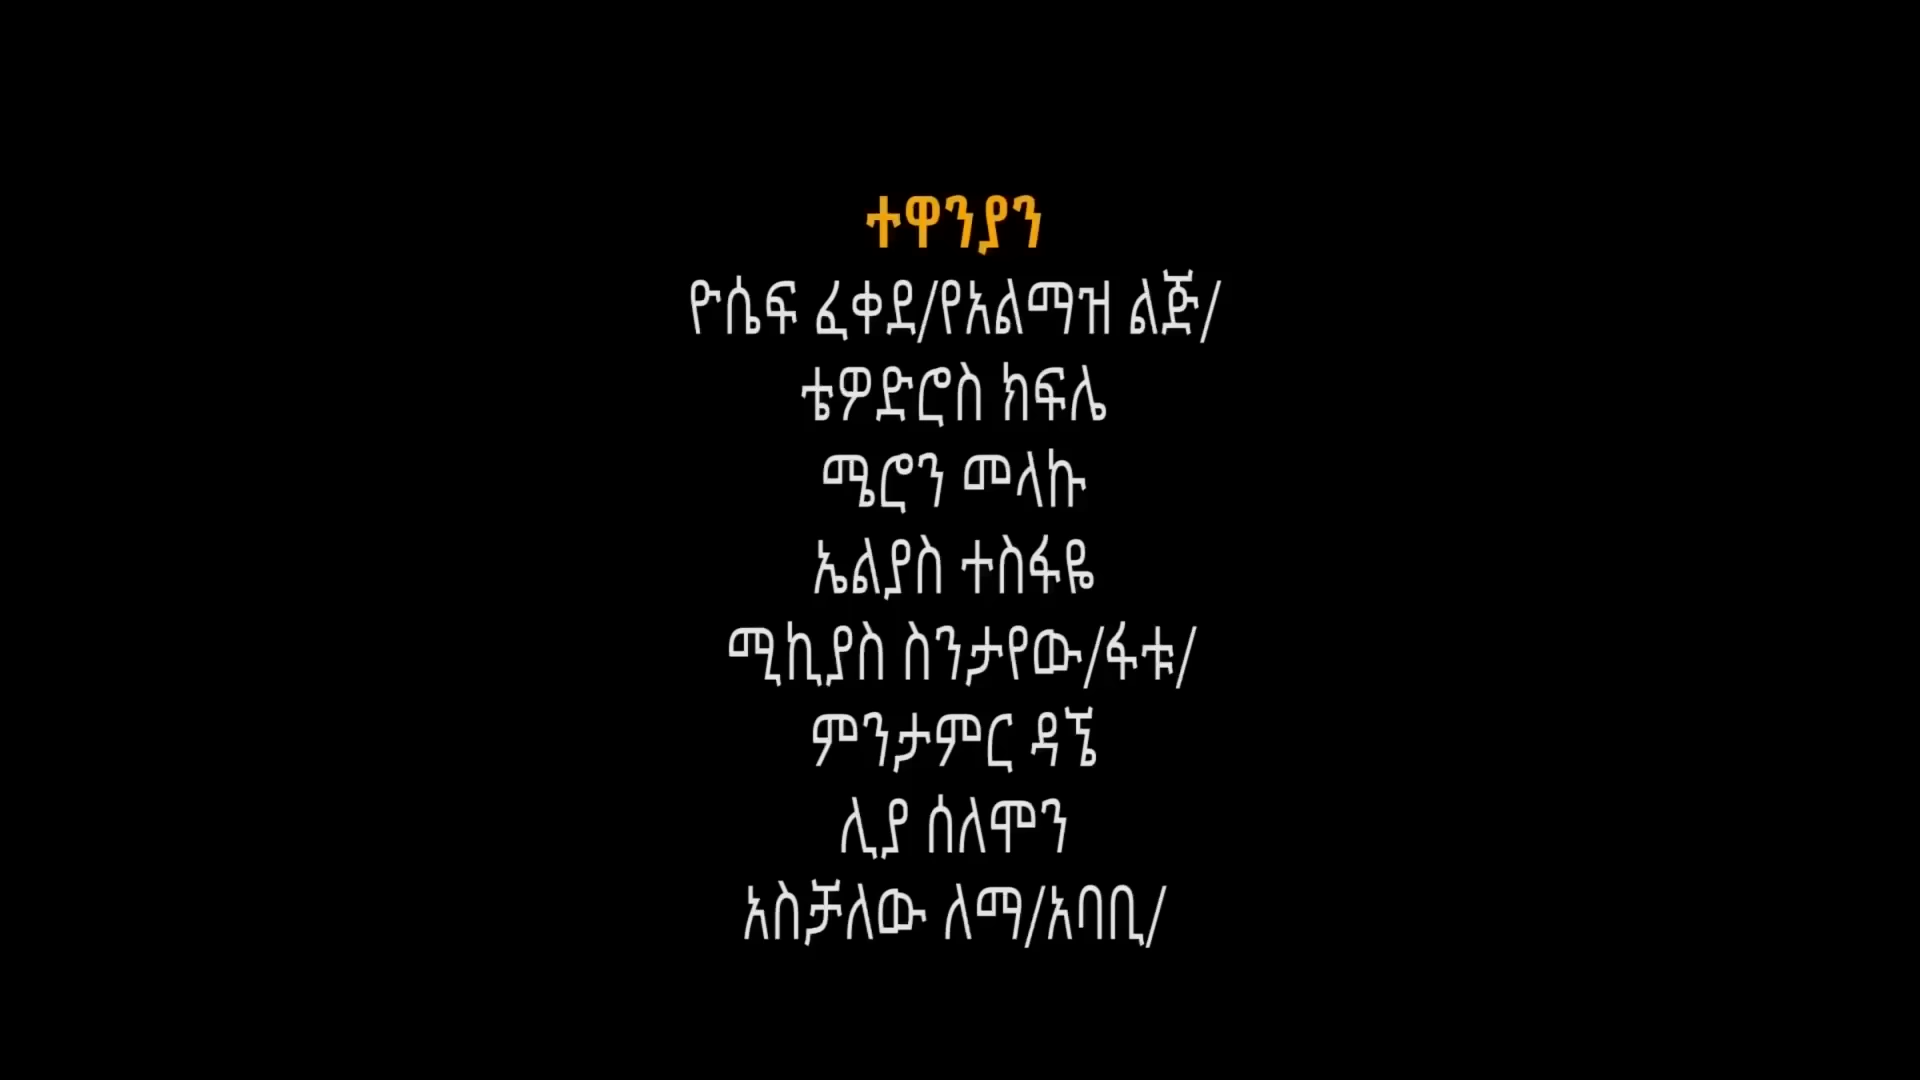 ተዋንያን
ዮሴፍ ፈቀደ/የአልማዝ ልጅ/
ቴዎድሮስ ክፍሌ
ሜሮን መላኩ
ኤልያስ ተስፋዬ
ሚኪያስ ስንታየው/ፋቱ/
ምንታምር ዳኜ
ሊያ ሰለሞን
አስቻለው ለማ/አባቢ/